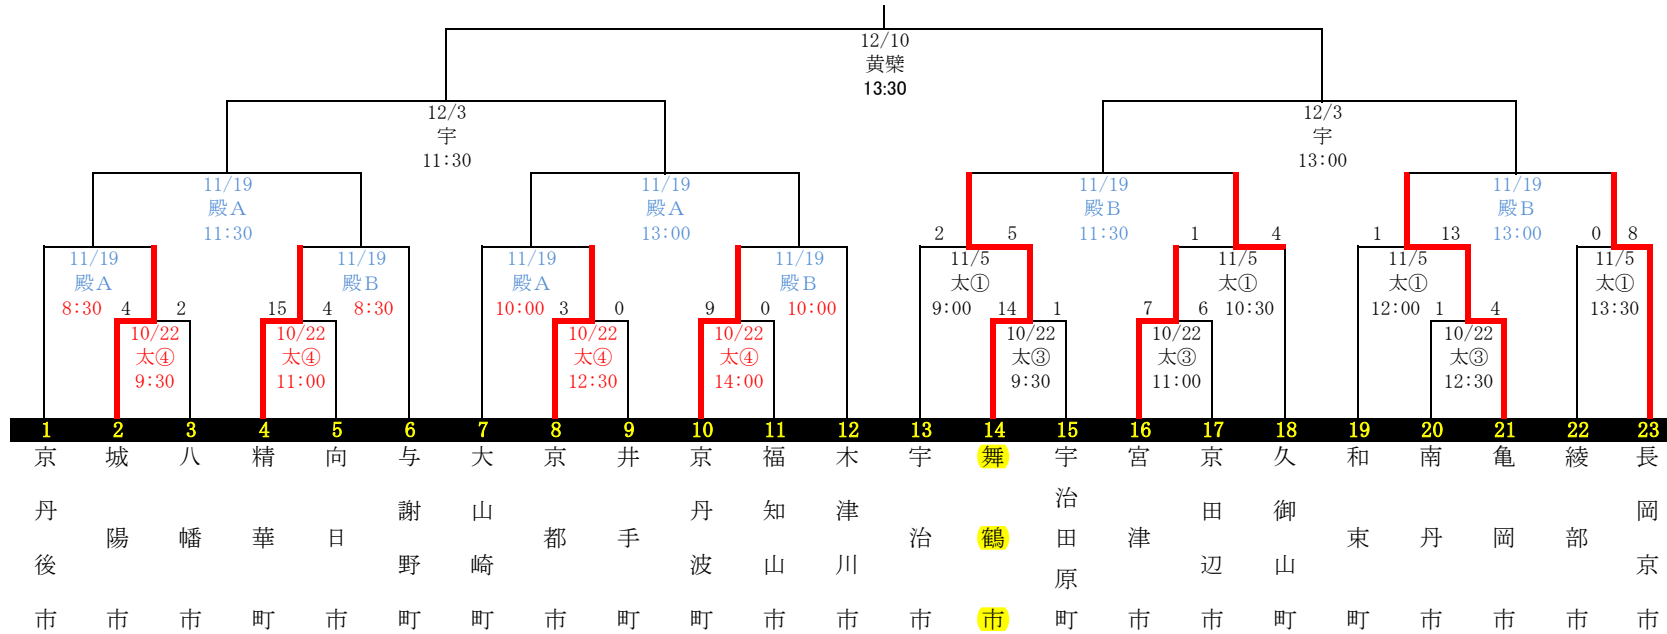 12/10
黄檗
13:30
12/3
宇
11:30
12/3
宇
13:00
11/19
殿A
11:30
11/19
殿A
13:00
11/19
殿B
11:30
11/19
殿B
13:00
2 5 1 4 1 13 0 8
11/19
殿A
8:30
11/19
殿B
8:30
11/19
殿A
10:00
11/19
殿B
10:00
11/5
太①
9:00
11/5
太①
10:30
11/5
太①
12:00
11/5
太①
13:30
4 2 15 4 3 0 9 0 14 1 7 6 1 4
10/22
太④
9:30
10/22
太④
11:00
10/22
太④
12:30
10/22
太④
14:00
10/22
太③
9:30
10/22
太③
11:00
10/22
太③
12:30
1 2 3 4 5 6 7 8 9 10 11 12 13 14 15 16 17 18 19 20 21 22 23
京丹後市
城陽市
八幡市
精華町
向日市
与謝野町
大山崎町
京都市
井手町
京丹波町
福知山市
木津川市
宇治市
舞鶴市
宇治田原町
宮津市
京田辺市
久御山町
和束町
南丹市
亀岡市
綾部市
長岡京市